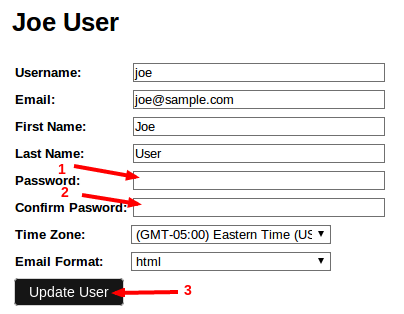 Joe User
Username: joe
Email: joe@sample.com
First Name: Joe
Last Name: User
1
Password:
2
Confirm Pasword:
Time Zone: (GMT-05:00) Eastern Time (US
Email Format: html
Update User 3